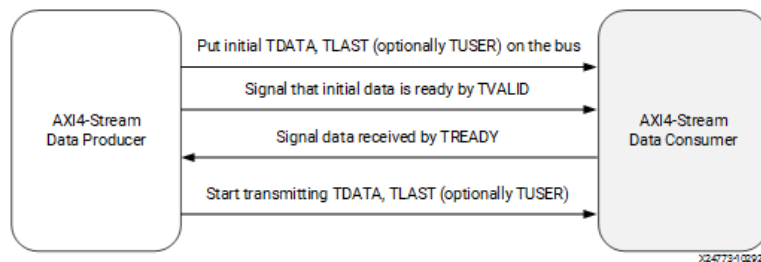 Put initial TDATA, TLAST (optionally TUSER) on the bus
Signal that initial data is ready by TVALID
AXI4-Stream
Data Producer
AXI4-Stream
Data Consumer
Signal data received by TREADY
Start transmitting TDATA, TLAST (optionally TUSER)